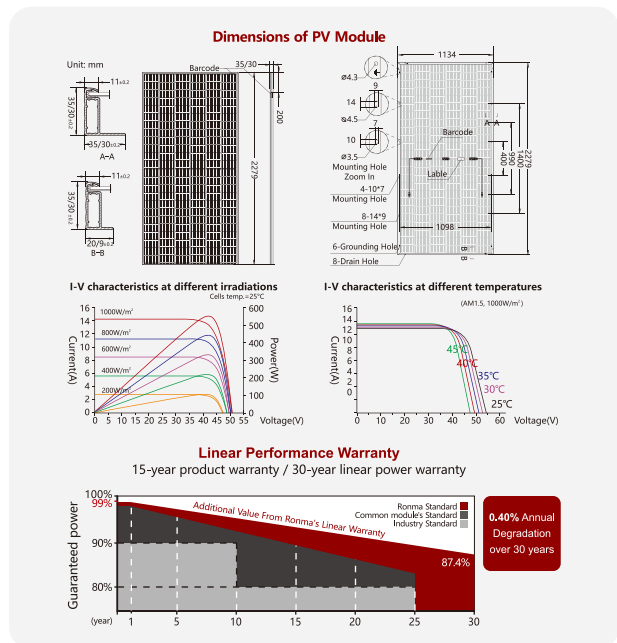 Dimensions of PV Module
Unit: mm
Barcode
35/30
200
2279
11±0.2
35/30±0.2
35/30±0.2
A-A
11±0.2
35/30±0.2
20/9±0.2
B-B
1134
ø4.3
9
14
ø4.5
7
10
ø3.5
Mounting Hole
Zoom In
4-10*7
Mounting Hole
8-14*9
Mounting Hole
6-Grounding Hole
8-Drain Hole
Barcode
Lable
A A
400
990
1400
2279
1098
B
B
I-V characteristics at different irradiations
Cells temp.=25℃
16
14
12
10
8
6
4
2
0
Current(A)
1000W/m²
800W/m²
600W/m²
400W/m²
200W/m²
600
500
400
300
200
100
0
Power(W)
0 5 10 15 20 25 30 35 40 45 50 55
Voltage(V)
I-V characteristics at different temperatures
(AM1.5, 1000W/m²)
16
14
12
10
8
6
4
2
0
Current(A)
45℃
40℃
35℃
30℃
25℃
0 10 20 30 40 50 60
Voltage(V)
Linear Performance Warranty
15-year product warranty / 30-year linear power warranty
Guaranteed power
100%
99%
90%
80%
Additional Value From Ronma's Linear Warranty
Ronma Standard
Common module's Standard
Industry Standard
87.4%
(year) 1 5 10 15 20 25 30
0.40% Annual
Degradation
over 30 years